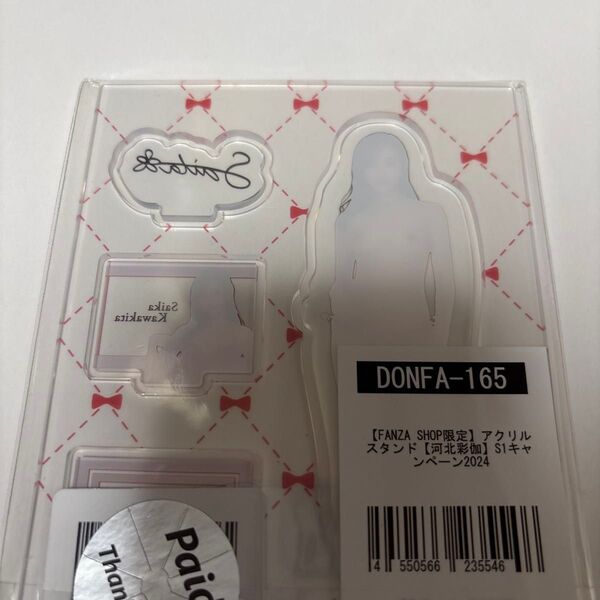 Saika
Saika
Kawakita
DONFA-165
【FANZA SHOP限定】アクリル
スタンド【河北彩伽】S1キャ
ンペーン2024
4 550566 235546
Paid
Than